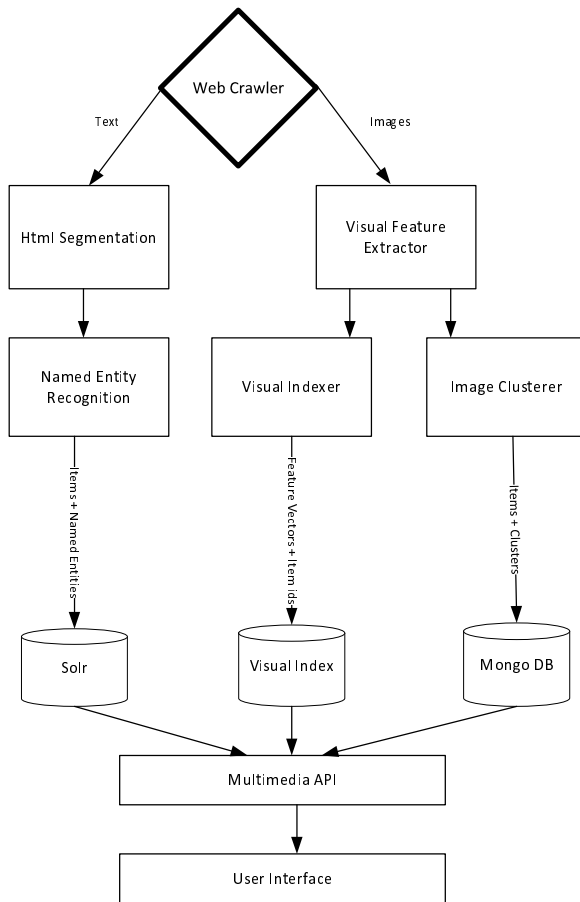 Web Crawler
Text
Images
Html Segmentation
Visual Feature
Extractor
Named Entity
Recognition
Visual Indexer
Image Clusterer
Items + Named Entities
Feature Vectors + Item ids
Items + Clusters
Solr
Visual Index
Mongo DB
Multimedia API
User Interface